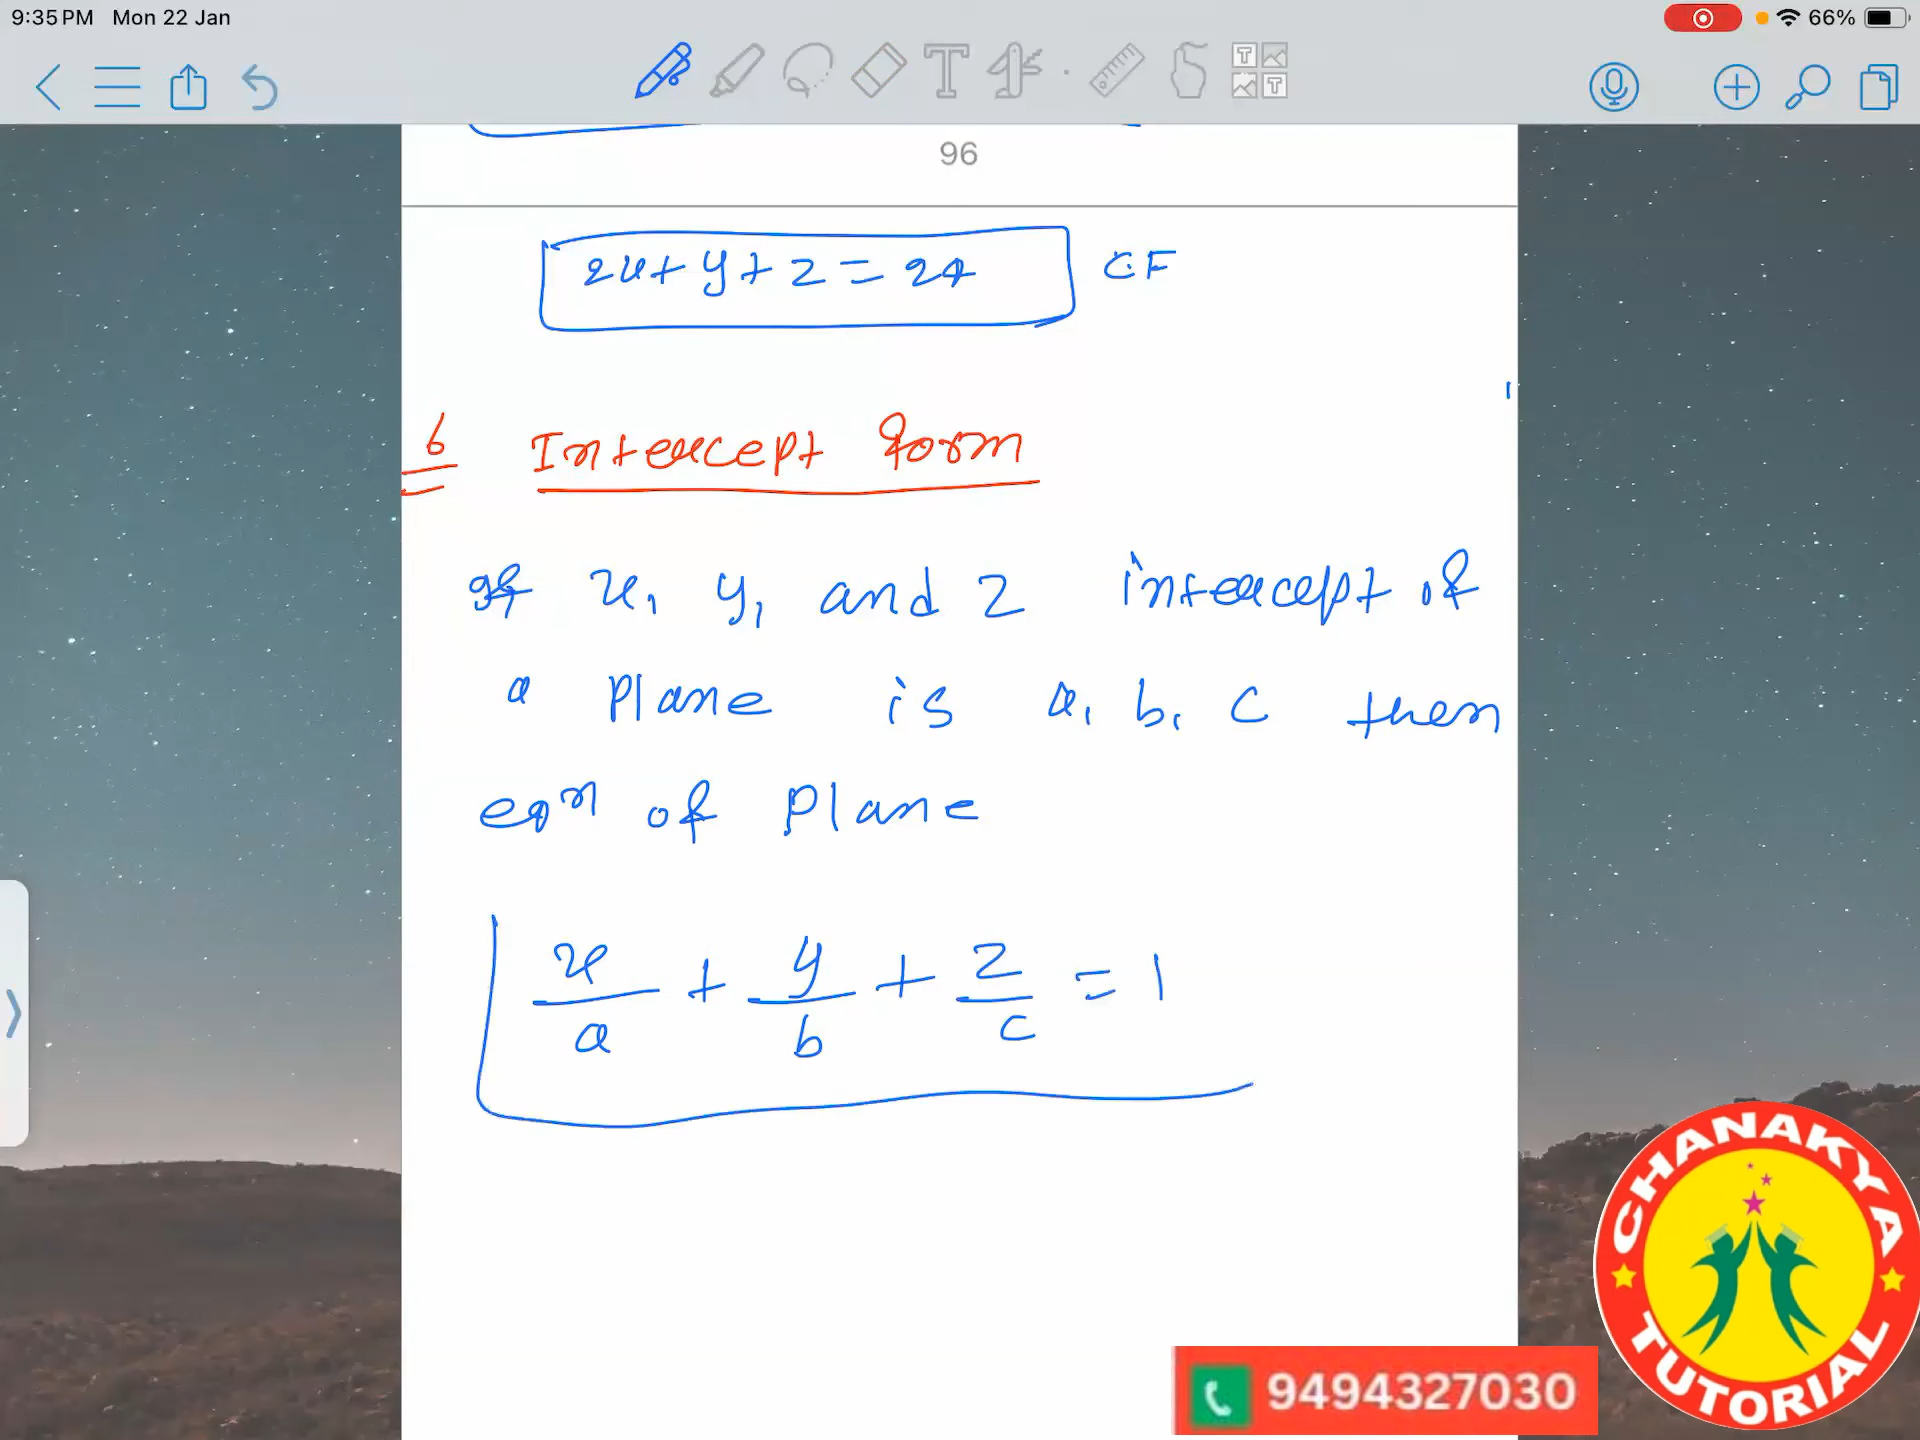 9:35 PM Mon 22 Jan
66%
96
2x + y + z = 24 CF
6 Intercept form
If x, y, and z intercept of
a Plane is a, b, c then
eqn of Plane
x/a + y/b + z/c = 1
CHANAKYA
TUTORIAL
9494327030